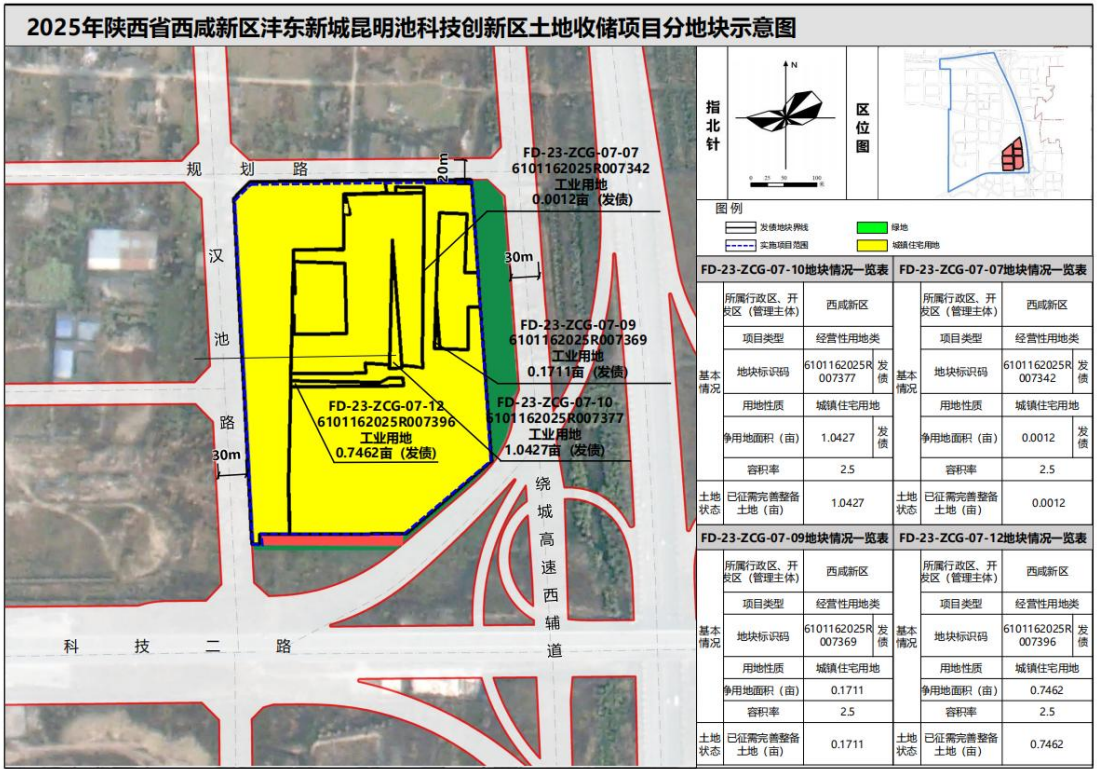 2025年陕西省西咸新区沣东新城昆明池科技创新区土地收储项目分地块示意图
规划路
20m
FD-23-ZCG-07-07
6101162025R007342
工业用地
0.0012亩 (发债)
30m
汉池路
FD-23-ZCG-07-09
6101162025R007369
工业用地
0.1711亩 (发债)
FD-23-ZCG-07-12
6101162025R007396
工业用地
0.7462亩 (发债)
FD-23-ZCG-07-10
6101162025R007377
工业用地
1.0427亩 (发债)
30m
绕城高速西辅道
科技二路
指北针
N
0 25 50 100
区位图
图例
发债地块界线
绿地
实施项目范围
城镇住宅用地
FD-23-ZCG-07-10地块情况一览表
基本情况
所属行政区、开
发区（管理主体）
西咸新区
项目类型
经营性用地类
地块标识码
6101162025R
007377
发债
用地性质
城镇住宅用地
净用地面积（亩）
1.0427
发债
容积率
2.5
土地状态
已征需完善整备
土地（亩）
1.0427
FD-23-ZCG-07-07地块情况一览表
基本情况
所属行政区、开
发区（管理主体）
西咸新区
项目类型
经营性用地类
地块标识码
6101162025R
007342
发债
用地性质
城镇住宅用地
净用地面积（亩）
0.0012
发债
容积率
2.5
土地状态
已征需完善整备
土地（亩）
0.0012
FD-23-ZCG-07-09地块情况一览表
基本情况
所属行政区、开
发区（管理主体）
西咸新区
项目类型
经营性用地类
地块标识码
6101162025R
007369
发债
用地性质
城镇住宅用地
净用地面积（亩）
0.1711
容积率
2.5
土地状态
已征需完善整备
土地（亩）
0.1711
FD-23-ZCG-07-12地块情况一览表
基本情况
所属行政区、开
发区（管理主体）
西咸新区
项目类型
经营性用地类
地块标识码
6101162025R
007396
发债
用地性质
城镇住宅用地
净用地面积（亩）
0.7462
容积率
2.5
土地状态
已征需完善整备
土地（亩）
0.7462